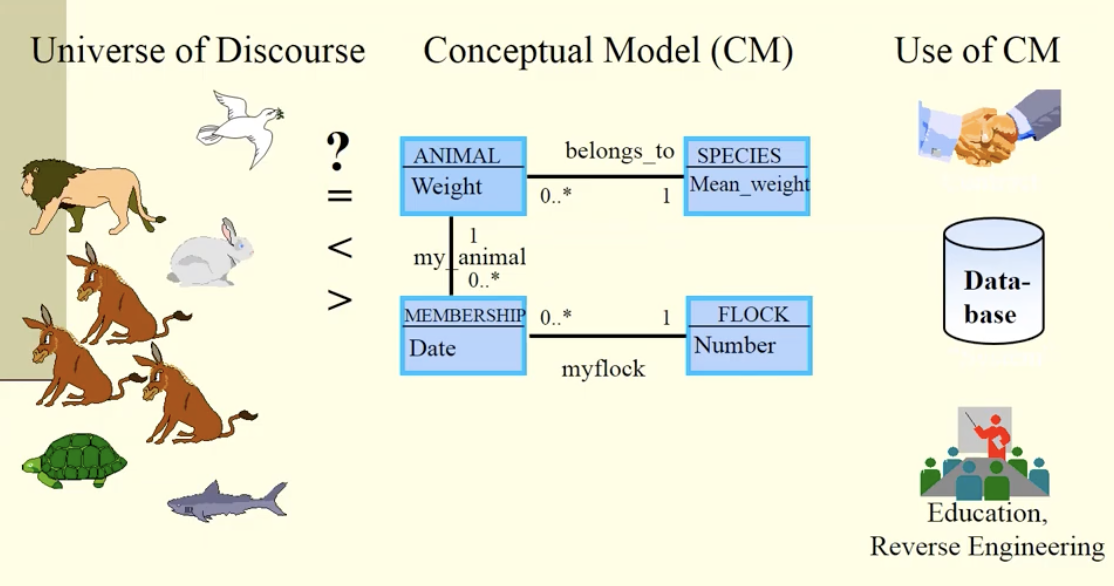 Universe of Discourse
Conceptual Model (CM)
Use of CM
?
=
<
>
ANIMAL
Weight
belongs_to
0..*
1
SPECIES
Mean_weight
1
my_animal
0..*
MEMBERSHIP
Date
0..*
1
myflock
FLOCK
Number
Data-
base
Education,
Reverse Engineering